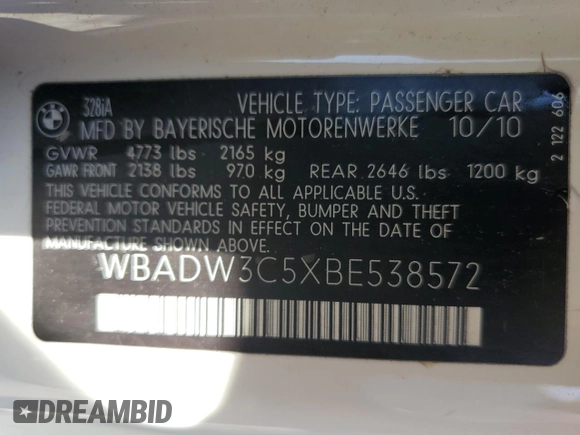 BMW
328iA VEHICLE TYPE: PASSENGER CAR
MFD BY BAYERISCHE MOTORENWERKE 10/10
GVWR 4773 lbs 2165 kg
GAWR FRONT 2138 lbs 970 kg REAR 2646 lbs 1200 kg
THIS VEHICLE CONFORMS TO ALL APPLICABLE U.S.
FEDERAL MOTOR VEHICLE SAFETY, BUMPER AND THEFT
PREVENTION STANDARDS IN EFFECT ON THE DATE OF
MANUFACTURE SHOWN ABOVE.
WBADW3C5XBE538572
2 122 606
DREAMBID